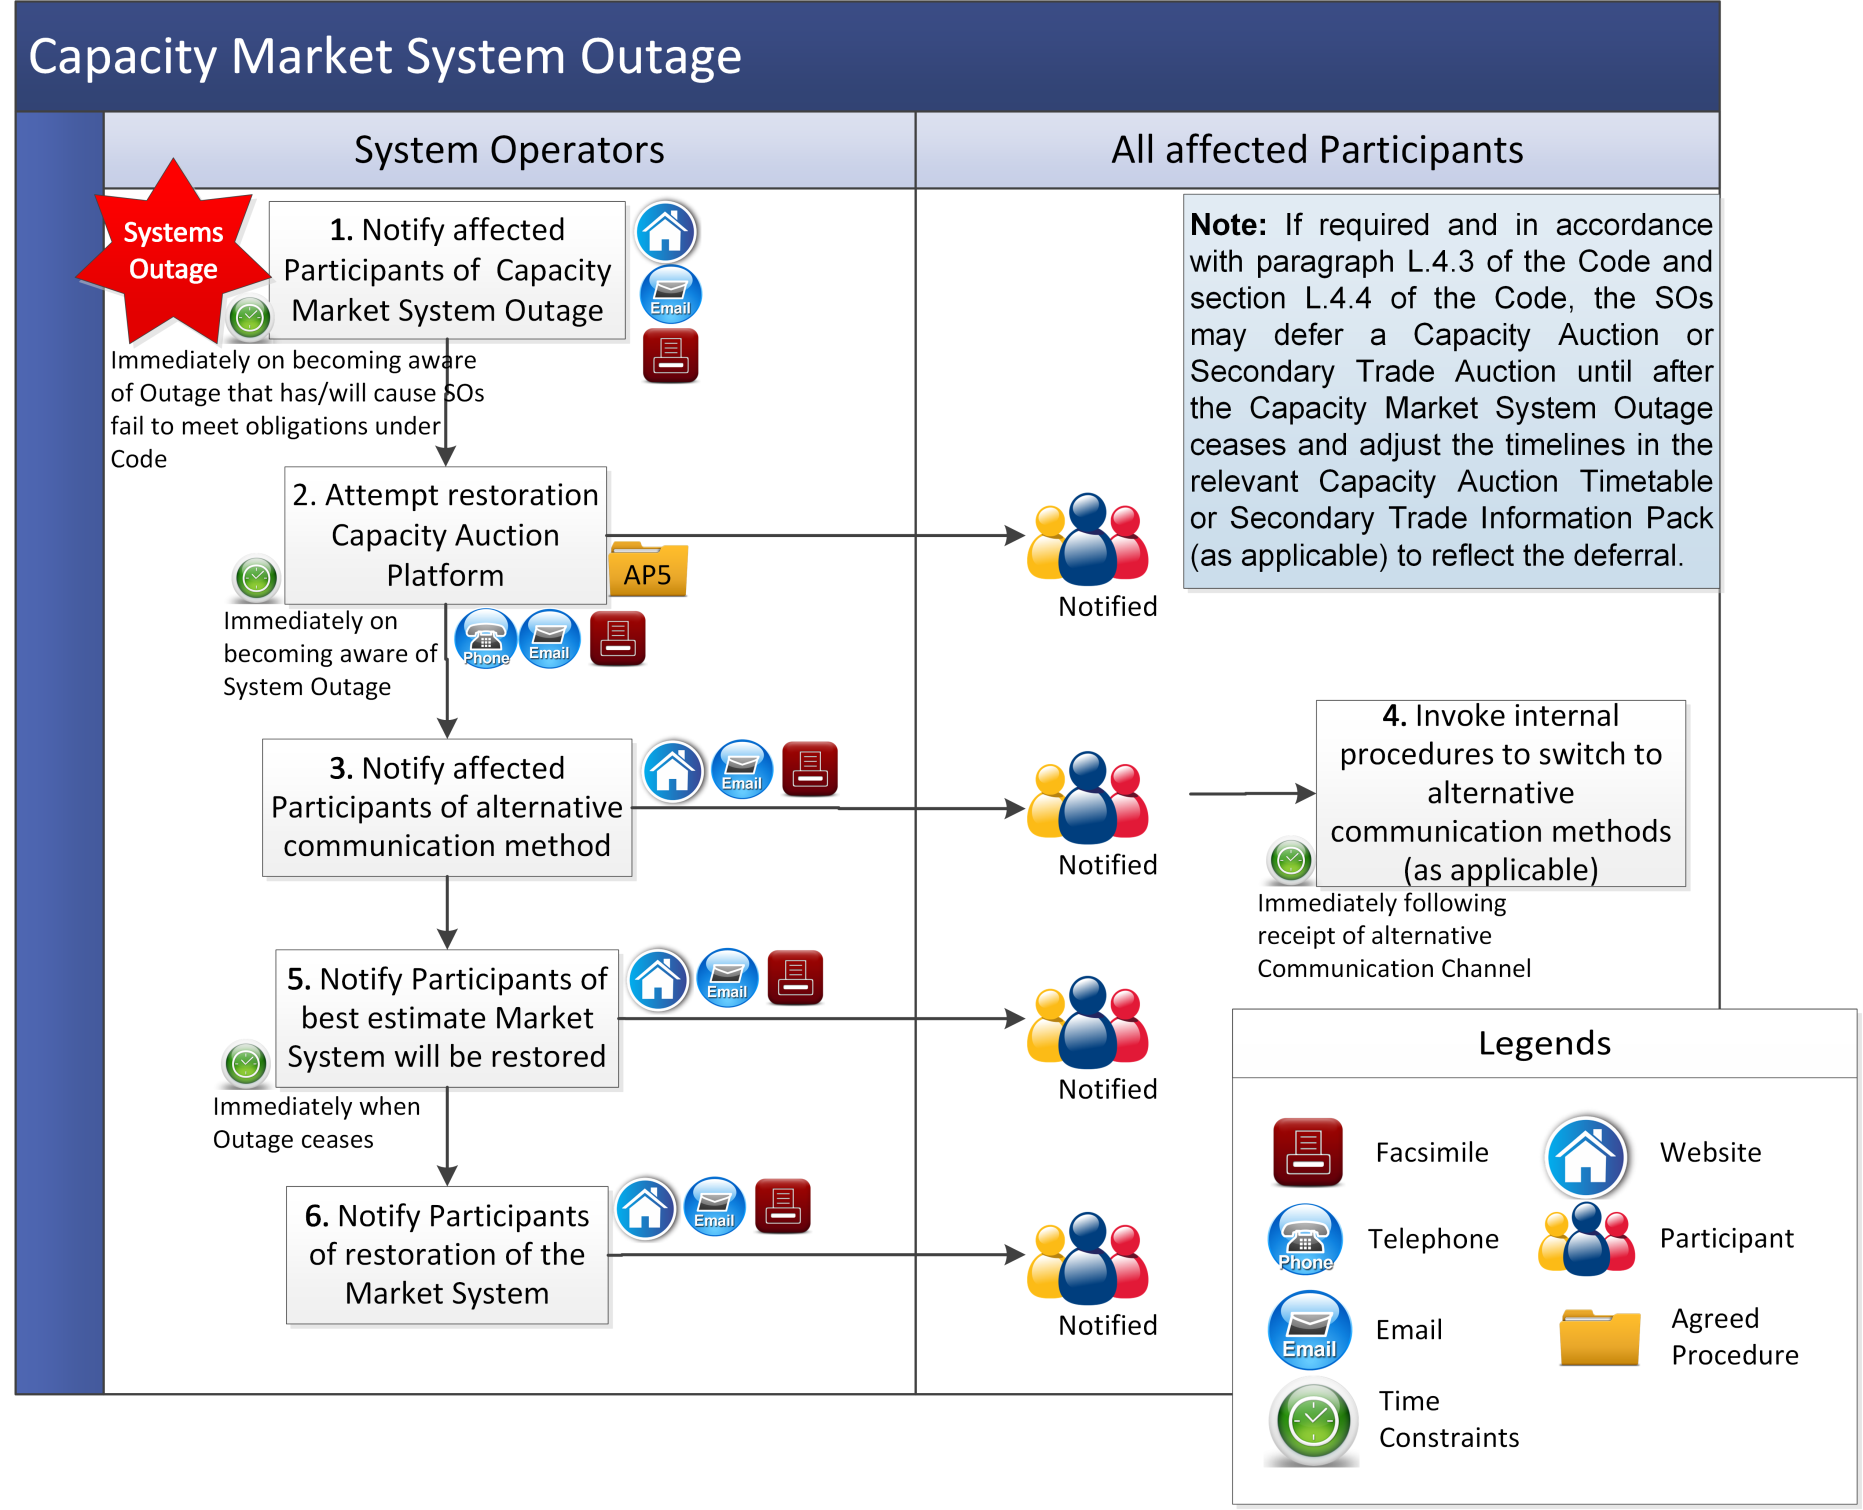 Capacity Market System Outage
System Operators
All affected Participants
Systems
Outage
1. Notify affected
Participants of Capacity
Market System Outage
Email
Immediately on becoming aware
of Outage that has/will cause SOs
fail to meet obligations under
Code
Note: If required and in accordance
with paragraph L.4.3 of the Code and
section L.4.4 of the Code, the SOs
may defer a Capacity Auction or
Secondary Trade Auction until after
the Capacity Market System Outage
ceases and adjust the timelines in the
relevant Capacity Auction Timetable
or Secondary Trade Information Pack
(as applicable) to reflect the deferral.
2. Attempt restoration
Capacity Auction
Platform
AP5
Notified
Immediately on
becoming aware of
System Outage
Phone
Email
3. Notify affected
Participants of alternative
communication method
Email
Notified
4. Invoke internal
procedures to switch to
alternative
communication methods
(as applicable)
Immediately following
receipt of alternative
Communication Channel
5. Notify Participants of
best estimate Market
System will be restored
Email
Notified
Immediately when
Outage ceases
6. Notify Participants
of restoration of the
Market System
Email
Notified
Legends
Facsimile
Website
Phone
Telephone
Participant
Email
Email
Agreed
Procedure
Time
Constraints